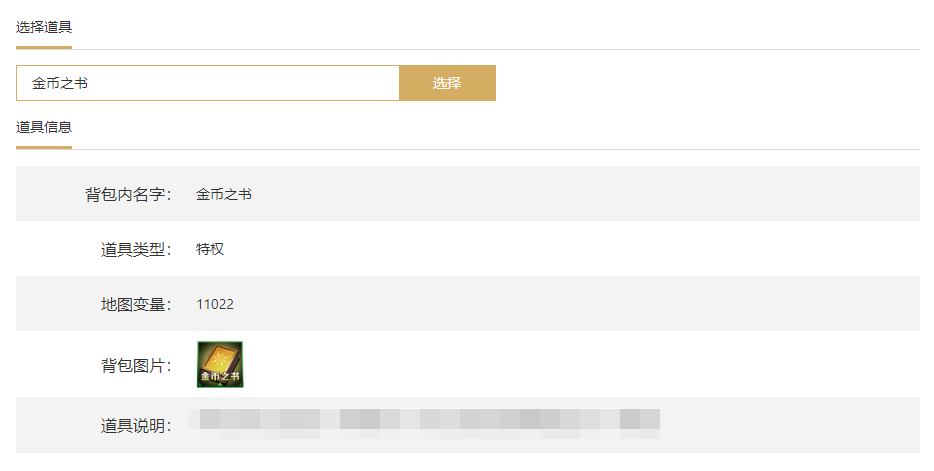 选择道具
金币之书 选择
道具信息
背包内名字： 金币之书
道具类型： 特权
地图变量： 11022
背包图片： 金币之书
道具说明：